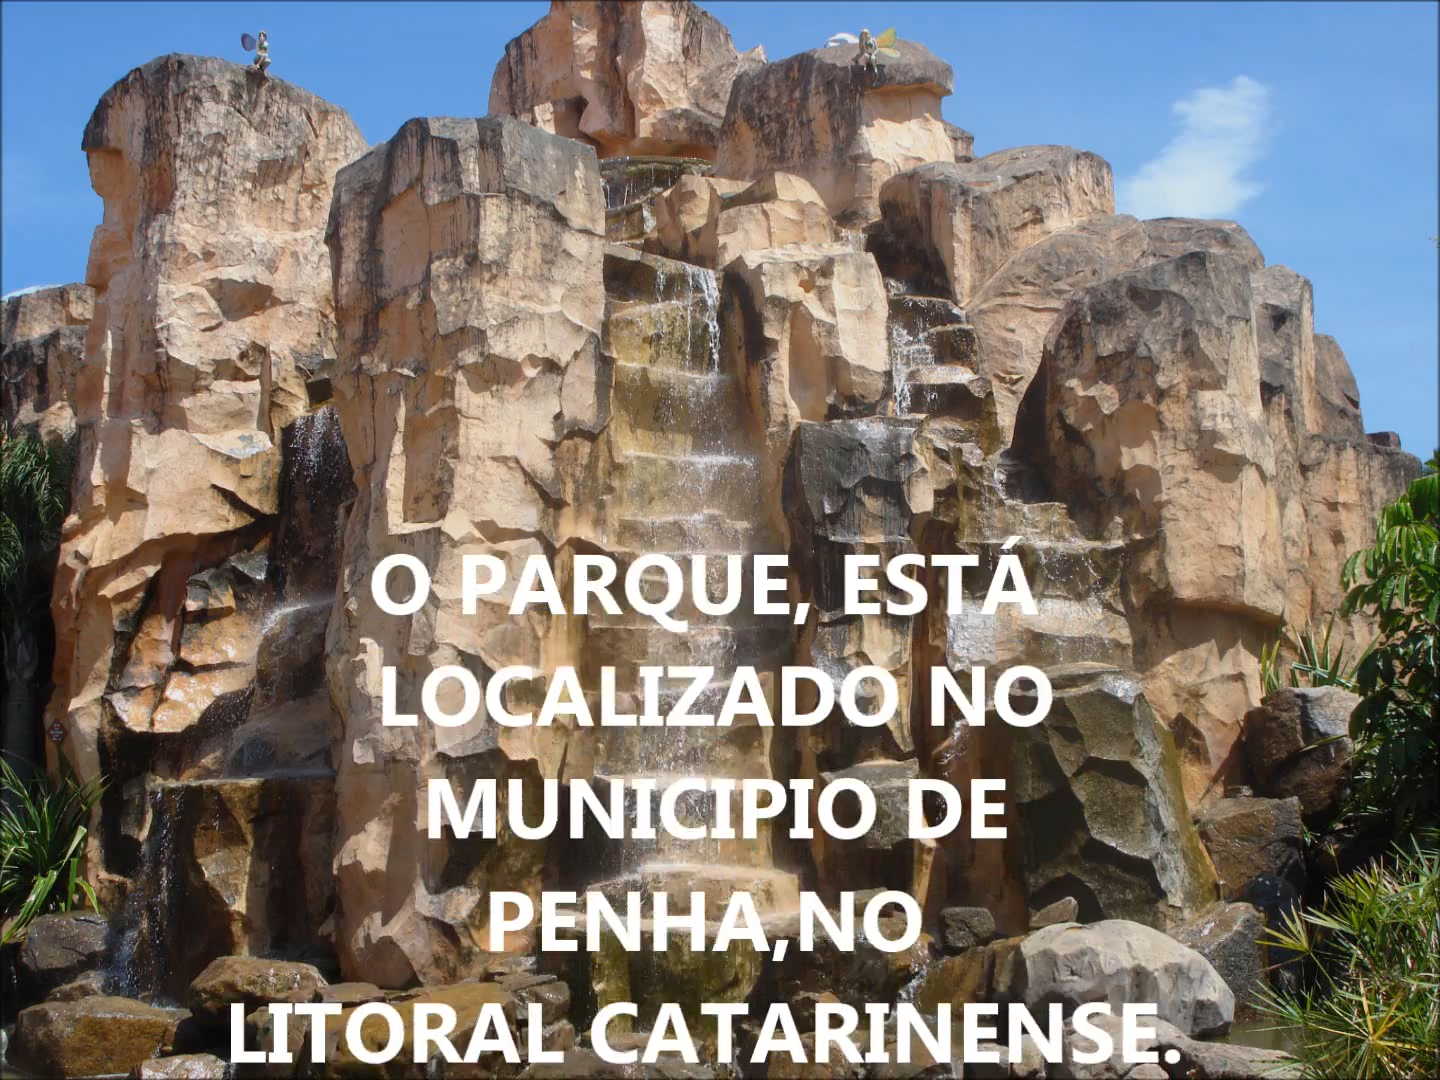 O PARQUE, ESTÁ
LOCALIZADO NO
MUNICIPIO DE
PENHA,NO
LITORAL CATARINENSE.